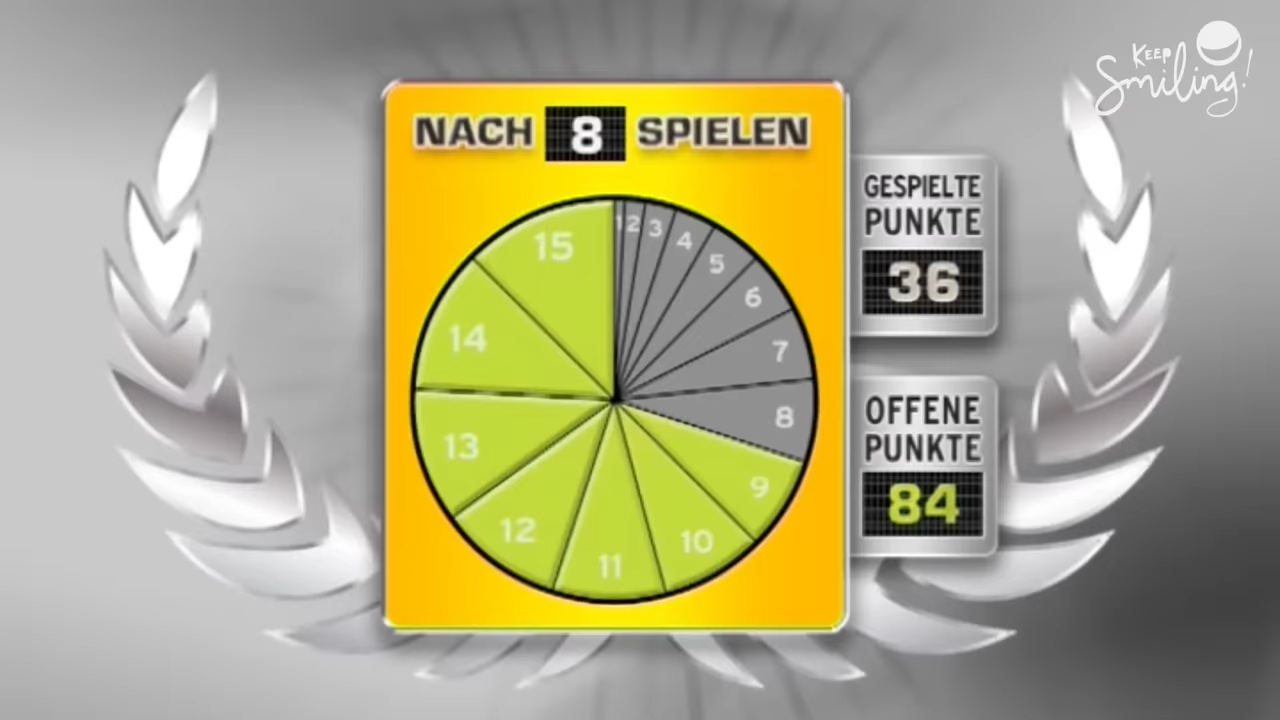 KEEP
Smiling!
NACH 8 SPIELEN
1 2 3 4 5 6 7 8 9 10 11 12 13 14 15
GESPIELTE
PUNKTE
36
OFFENE
PUNKTE
84